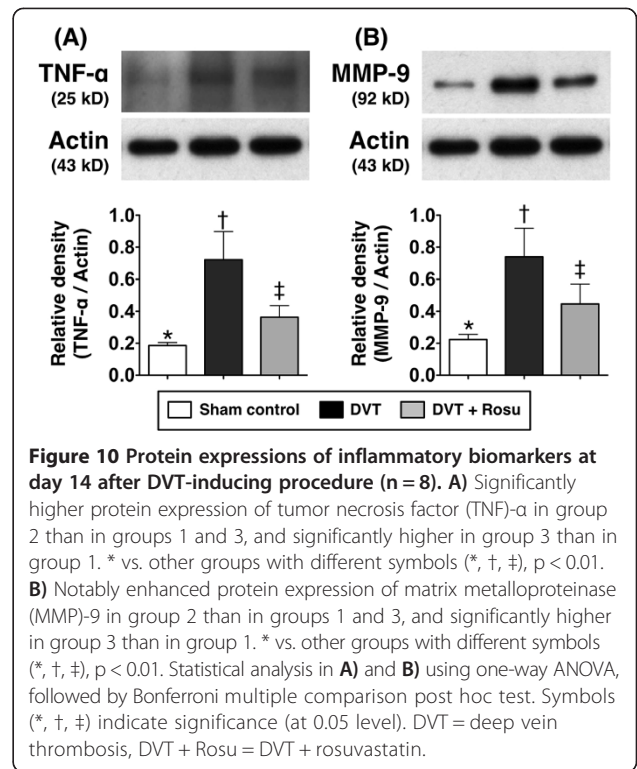 (A)
TNF-α
(25 kD)
Actin
(43 kD)
Relative density
(TNF-α / Actin)
1.0
0.8
0.6
0.4
0.2
0.0
*
†
‡
(B)
MMP-9
(92 kD)
Actin
(43 kD)
Relative density
(MMP-9 / Actin)
1.0
0.8
0.6
0.4
0.2
0.0
*
†
‡
Sham control DVT DVT + Rosu
Figure 10 Protein expressions of inflammatory biomarkers at
day 14 after DVT-inducing procedure (n = 8). A) Significantly
higher protein expression of tumor necrosis factor (TNF)-α in group
2 than in groups 1 and 3, and significantly higher in group 3 than in
group 1. * vs. other groups with different symbols (*, †, ‡), p < 0.01.
B) Notably enhanced protein expression of matrix metalloproteinase
(MMP)-9 in group 2 than in groups 1 and 3, and significantly higher
in group 3 than in group 1. * vs. other groups with different symbols
(*, †, ‡), p < 0.01. Statistical analysis in A) and B) using one-way ANOVA,
followed by Bonferroni multiple comparison post hoc test. Symbols
(*, †, ‡) indicate significance (at 0.05 level). DVT = deep vein
thrombosis, DVT + Rosu = DVT + rosuvastatin.